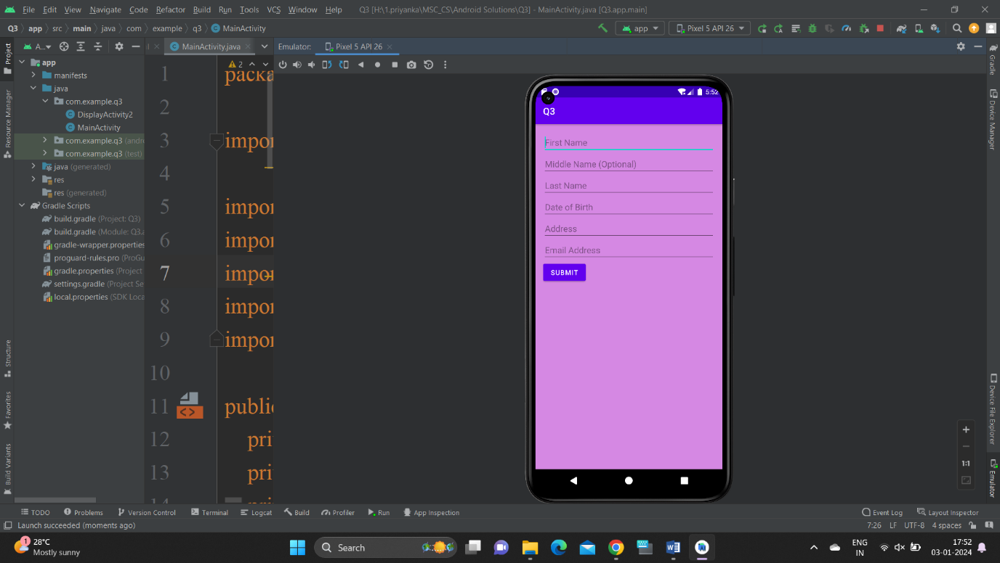 File Edit View Navigate Code Refactor Build Run Tools VCS Window Help Q3 [H:\1.priyanka\MSC_CS\Android Solutions\Q3] - MainActivity.java [Q3.app.main]
Q3 app src main java com example q3 MainActivity app Pixel 5 API 26
Project A... MainActivity.java Emulator: Pixel 5 API 26
Resource Manager
Structure
Favorites
Build Variants
app
manifests
java
com.example.q3
DisplayActivity2
MainActivity
com.example.q3 (andr
com.example.q3 (test)
java (generated)
res
res (generated)
Gradle Scripts
build.gradle (Project: Q3)
build.gradle (Module: Q3.a
gradle-wrapper.properties
proguard-rules.pro (ProGu
gradle.properties (Project
settings.gradle (Project Se
local.properties (SDK Loca
2
1 packa
2
3 impor
4
5 impor
6 impor
7 impor
8 impor
9 impor
10
11 public
12 pri
13 pri
14 pri
5:52
Q3
First Name
Middle Name (Optional)
Last Name
Date of Birth
Address
Email Address
SUBMIT
1:1
Gradle
Device Manager
Device File Explorer
Emulator
TODO Problems Version Control Terminal Logcat Build Profiler Run App Inspection Event Log Layout Inspector
Launch succeeded (moments ago) 7:26 LF UTF-8 4 spaces
1 28°C
Mostly sunny
Search
ENG
IN
17:52
03-01-2024